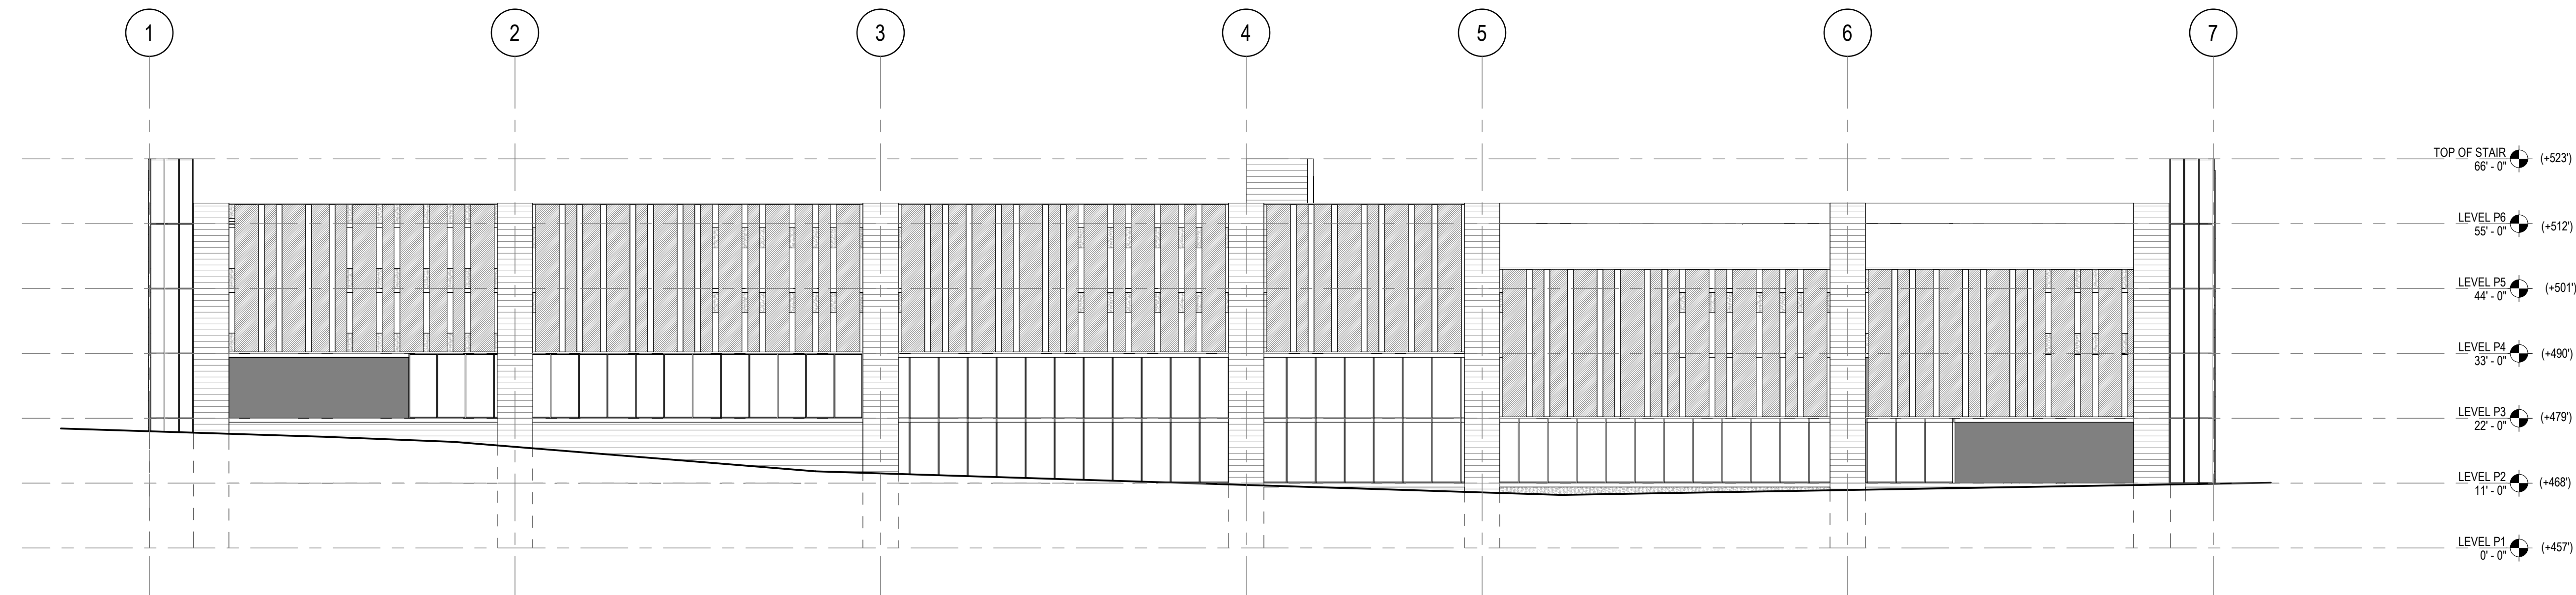 1 2 3 4 5 6 7
TOP OF STAIR
66' - 0" (+523')
LEVEL P6
55' - 0" (+512')
LEVEL P5
44' - 0" (+501')
LEVEL P4
33' - 0" (+490')
LEVEL P3
22' - 0" (+479')
LEVEL P2
11' - 0" (+468')
LEVEL P1
0' - 0" (+457')